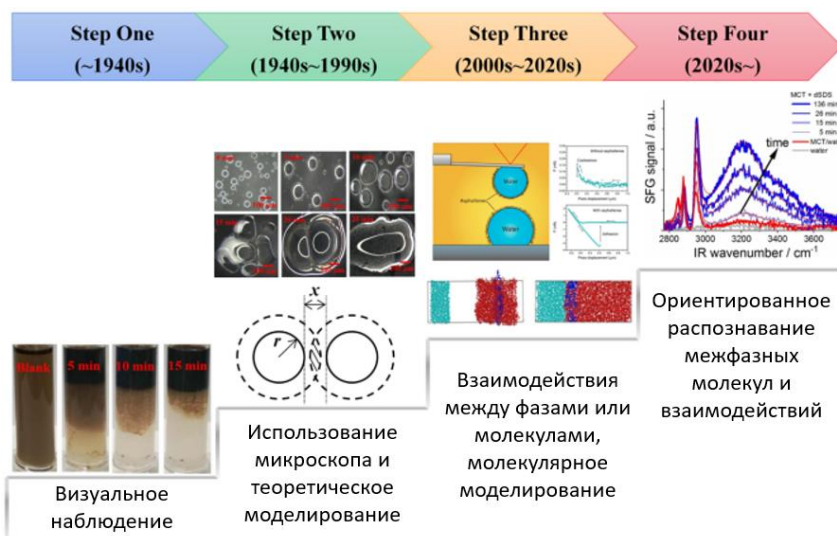 Step One
(~1940s)
Step Two
(1940s~1990s)
Step Three
(2000s~2020s)
Step Four
(2020s~)
Blank
5 min
10 min
15 min
Визуальное
наблюдение
x
r
Использование
микроскопа и
теоретическое
моделирование
Water
Water
Взаимодействия
между фазами или
молекулами,
молекулярное
моделирование
MCT + dSDS
136 min
26 min
15 min
5 min
water
time
SFG signal / a.u.
2800 3000 3200 3400 3600
IR wavenumber / cm⁻¹
Ориентированное
распознавание
межфазных
молекул и
взаимодействий